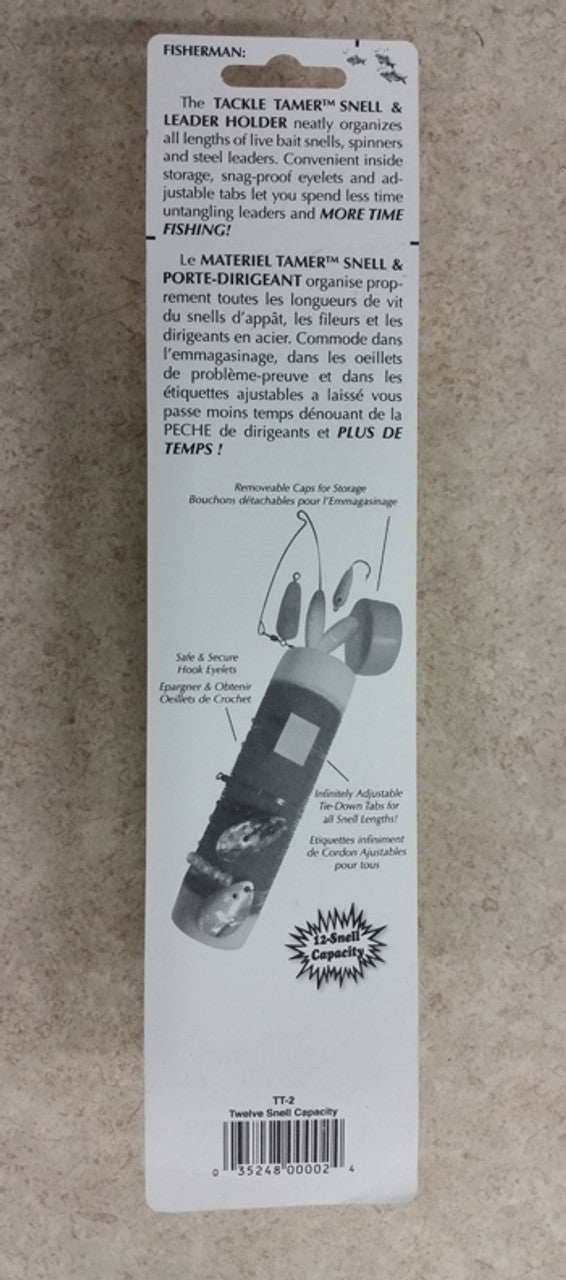 FISHERMAN:
The TACKLE TAMER™ SNELL &
LEADER HOLDER neatly organizes
all lengths of live bait snells, spinners
and steel leaders. Convenient inside
storage, snag-proof eyelets and ad-
justable tabs let you spend less time
untangling leaders and MORE TIME
FISHING!
Le MATERIEL TAMER™ SNELL &
PORTE-DIRIGEANT organise prop-
rement toutes les longueurs de vit
du snells d'appât, les fileurs et les
dirigeants en acier. Commode dans
l'emmagasinage, dans les oeillets
de problème-preuve et dans les
étiquettes ajustables a laissé vous
passe moins temps dénouant de la
PECHE de dirigeants et PLUS DE
TEMPS !
Removeable Caps for Storage
Bouchons détachables pour l'Emmagasinage
Safe & Secure
Hook Eyelets
Epargner & Obtenir
Oeillets de Crochet
Infinitely Adjustable
Tie-Down Tabs for
all Snell Lengths!
Etiquettes infiniment
de Cordon Ajustables
pour tous
12-Snell
Capacity
TT-2
Twelve Snell Capacity
0 35248 00002 4